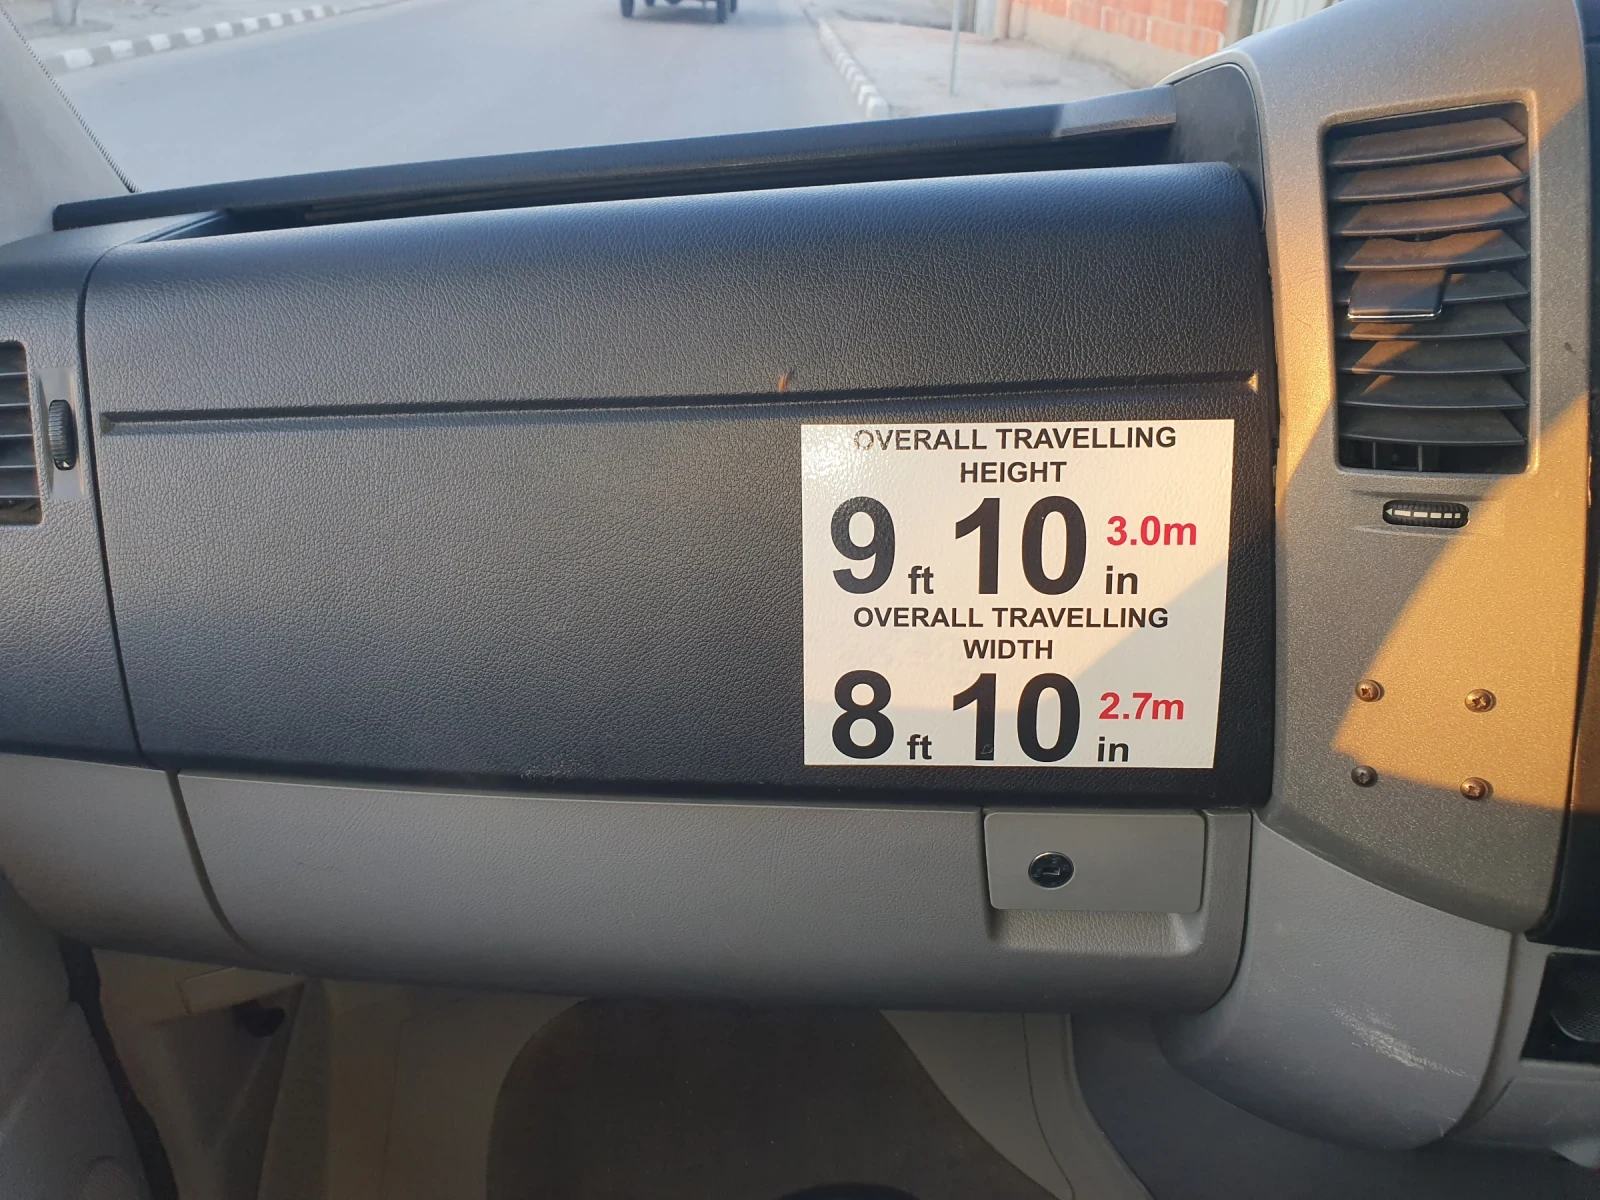 OVERALL TRAVELLING
HEIGHT
9 ft 10 in 3.0m
OVERALL TRAVELLING
WIDTH
8 ft 10 in 2.7m